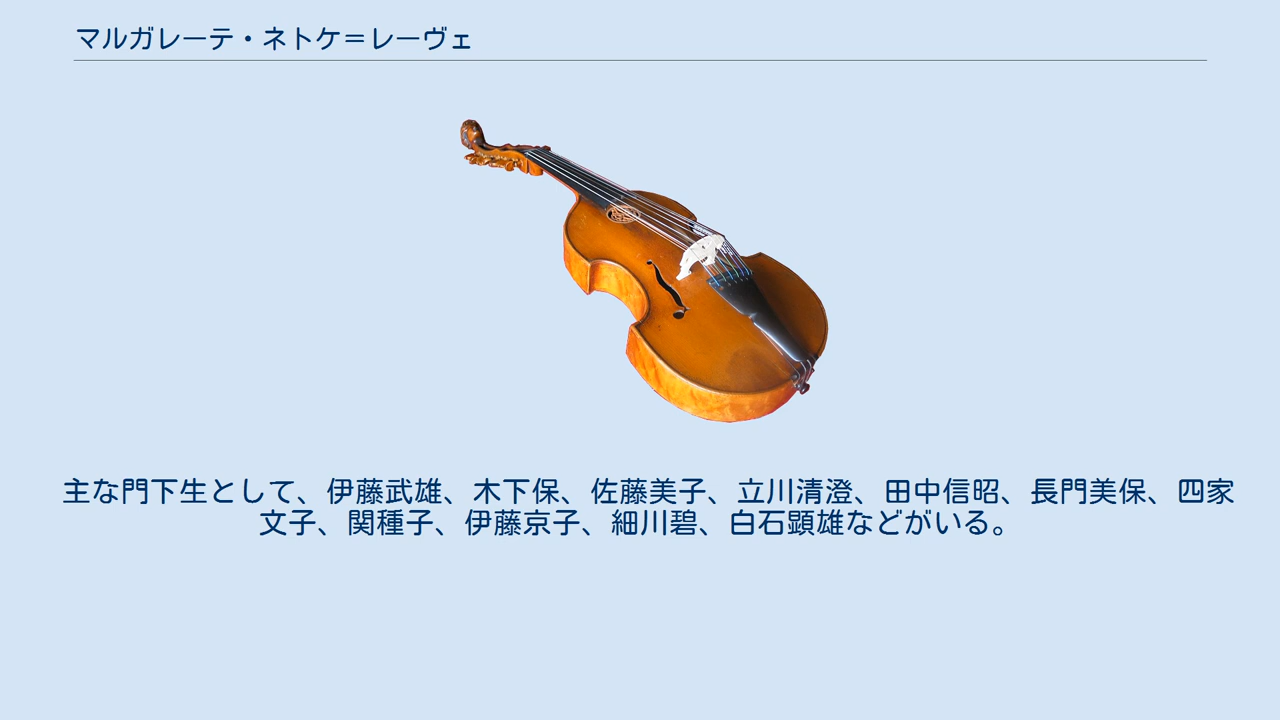 マルガレーテ・ネトケ＝レーヴェ
主な門下生として、伊藤武雄、木下保、佐藤美子、立川清澄、田中信昭、長門美保、四家
文子、関種子、伊藤京子、細川碧、白石顕雄などがいる。